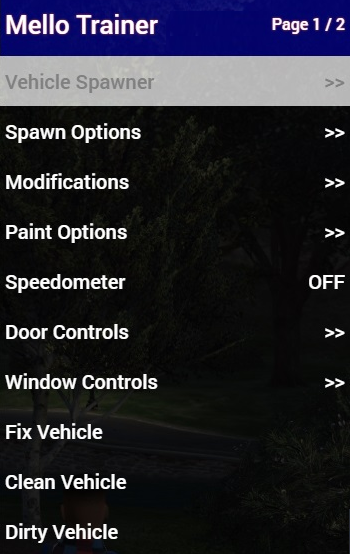 Mello Trainer Page 1 / 2
Vehicle Spawner >>
Spawn Options >>
Modifications >>
Paint Options >>
Speedometer OFF
Door Controls >>
Window Controls >>
Fix Vehicle
Clean Vehicle
Dirty Vehicle